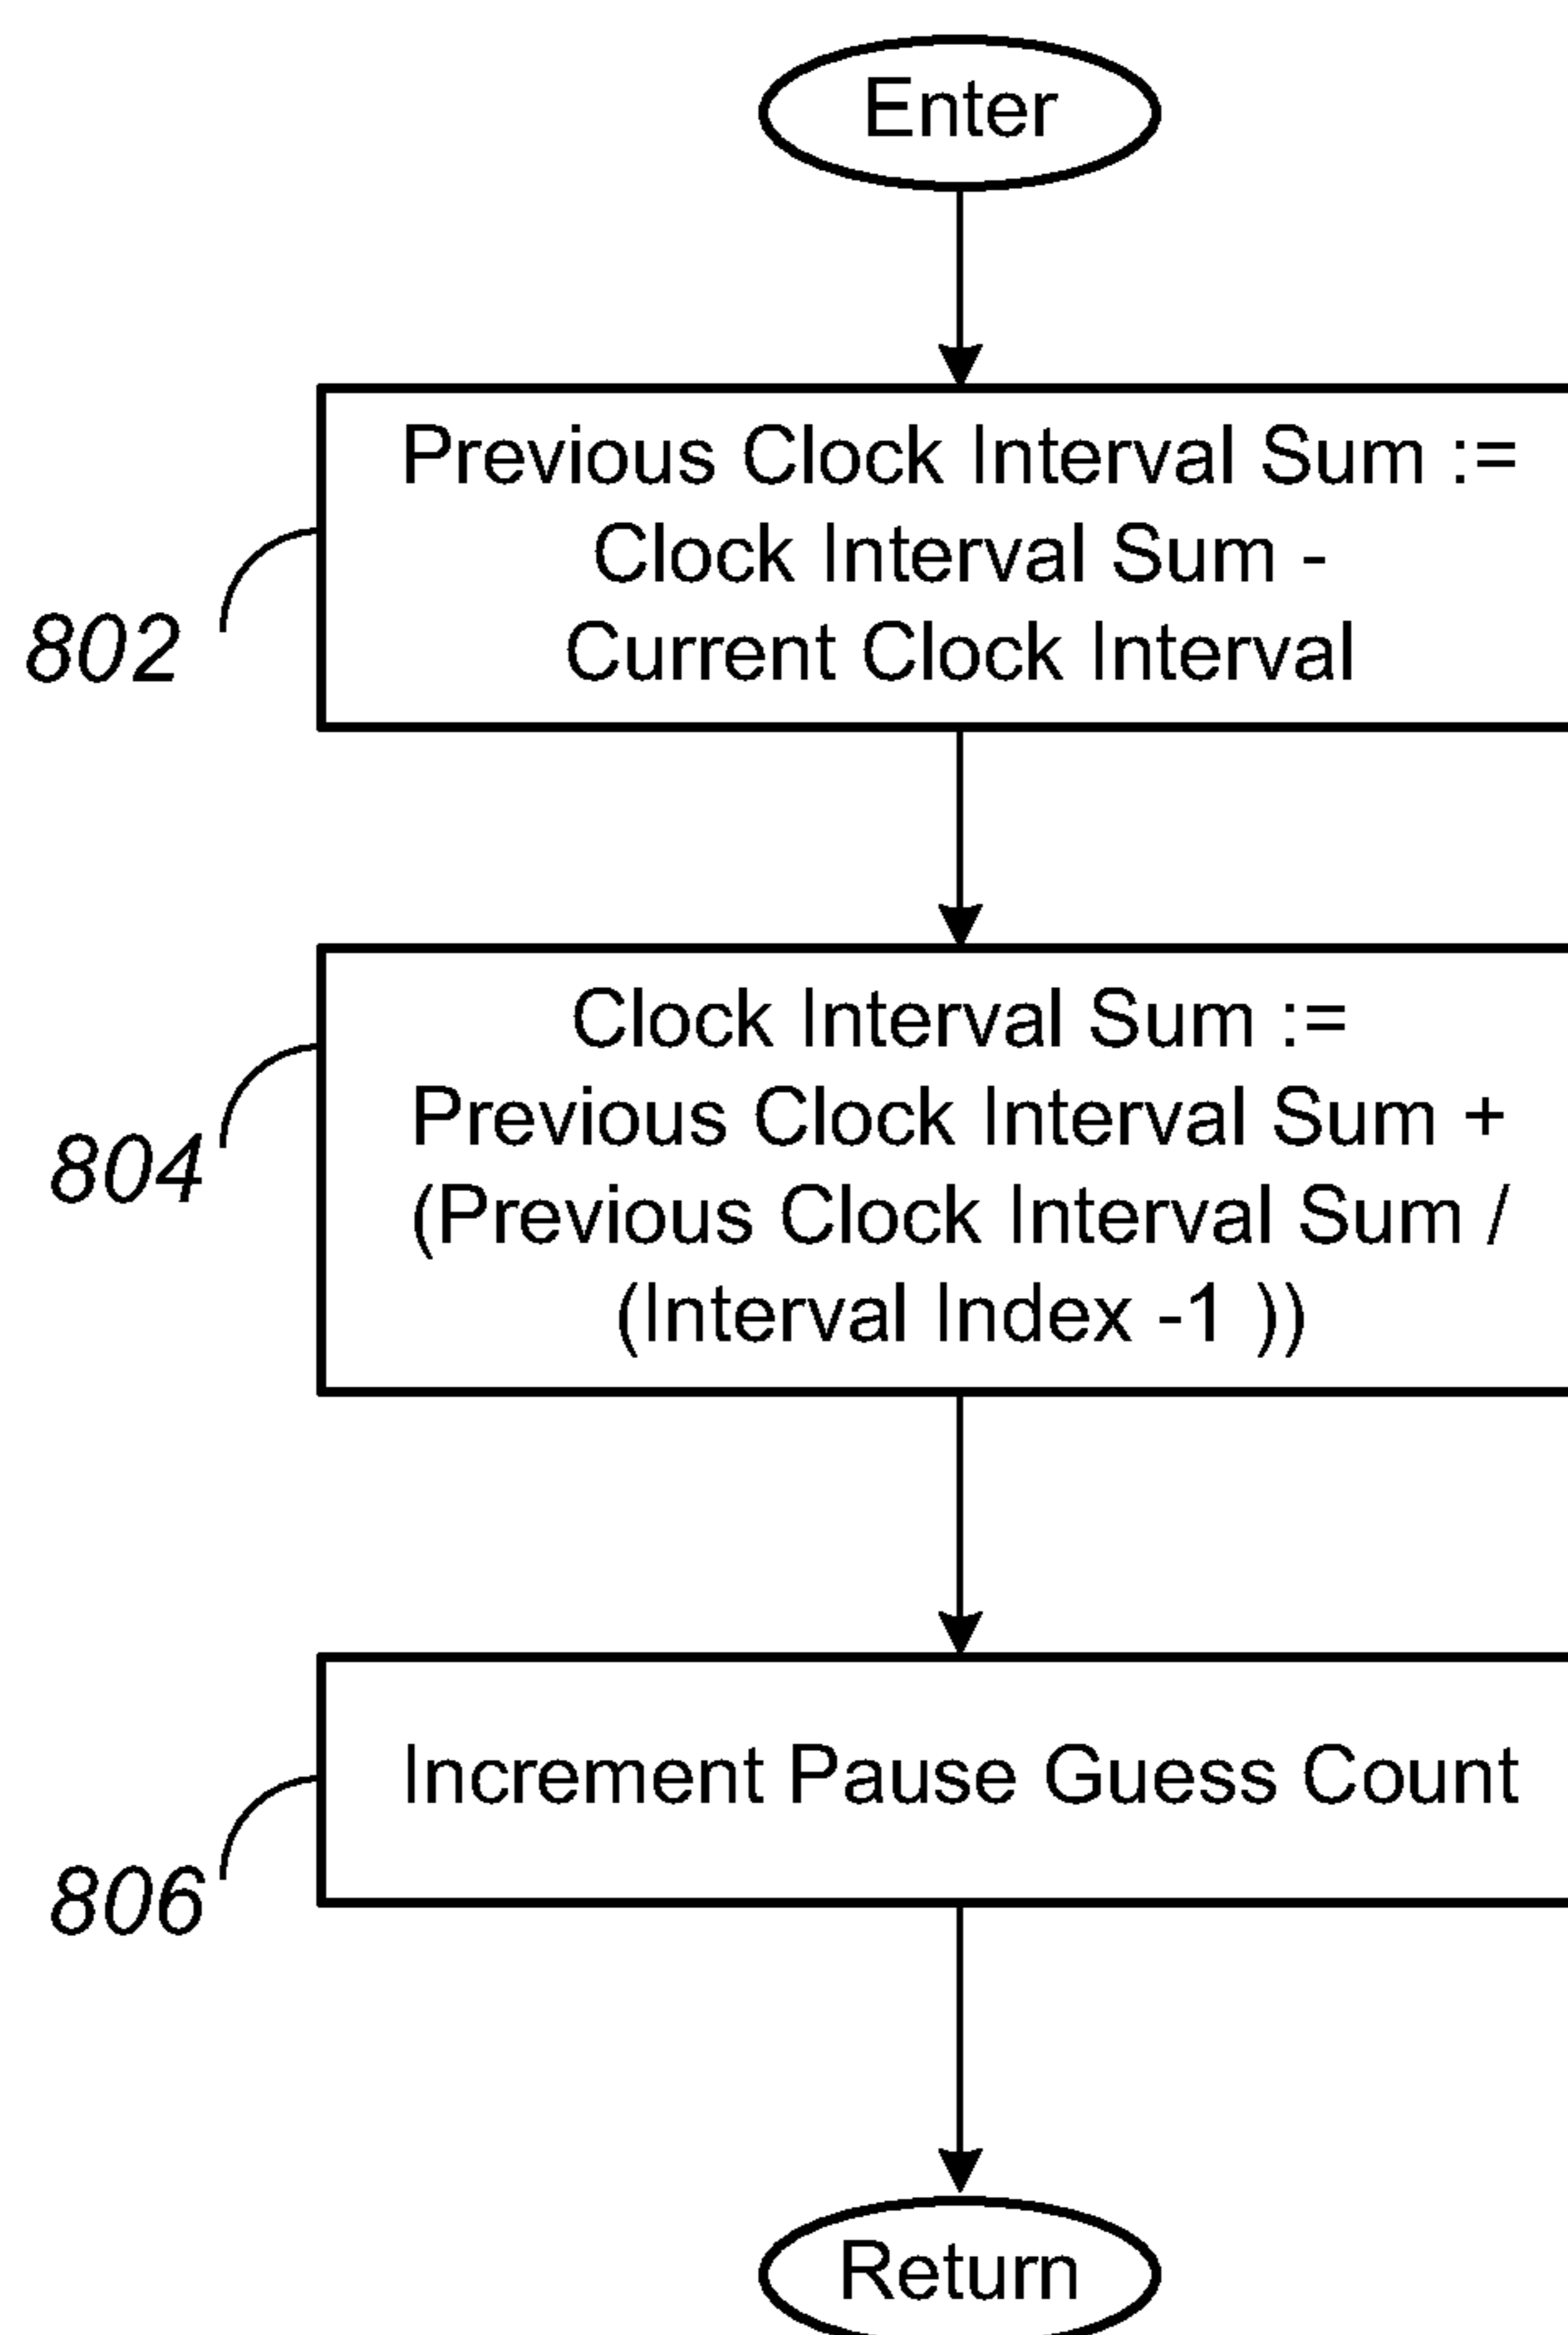 Enter
Previous Clock Interval Sum :=
Clock Interval Sum -
Current Clock Interval
802
Clock Interval Sum :=
Previous Clock Interval Sum +
(Previous Clock Interval Sum /
(Interval Index -1 ))
804
Increment Pause Guess Count
806
Return